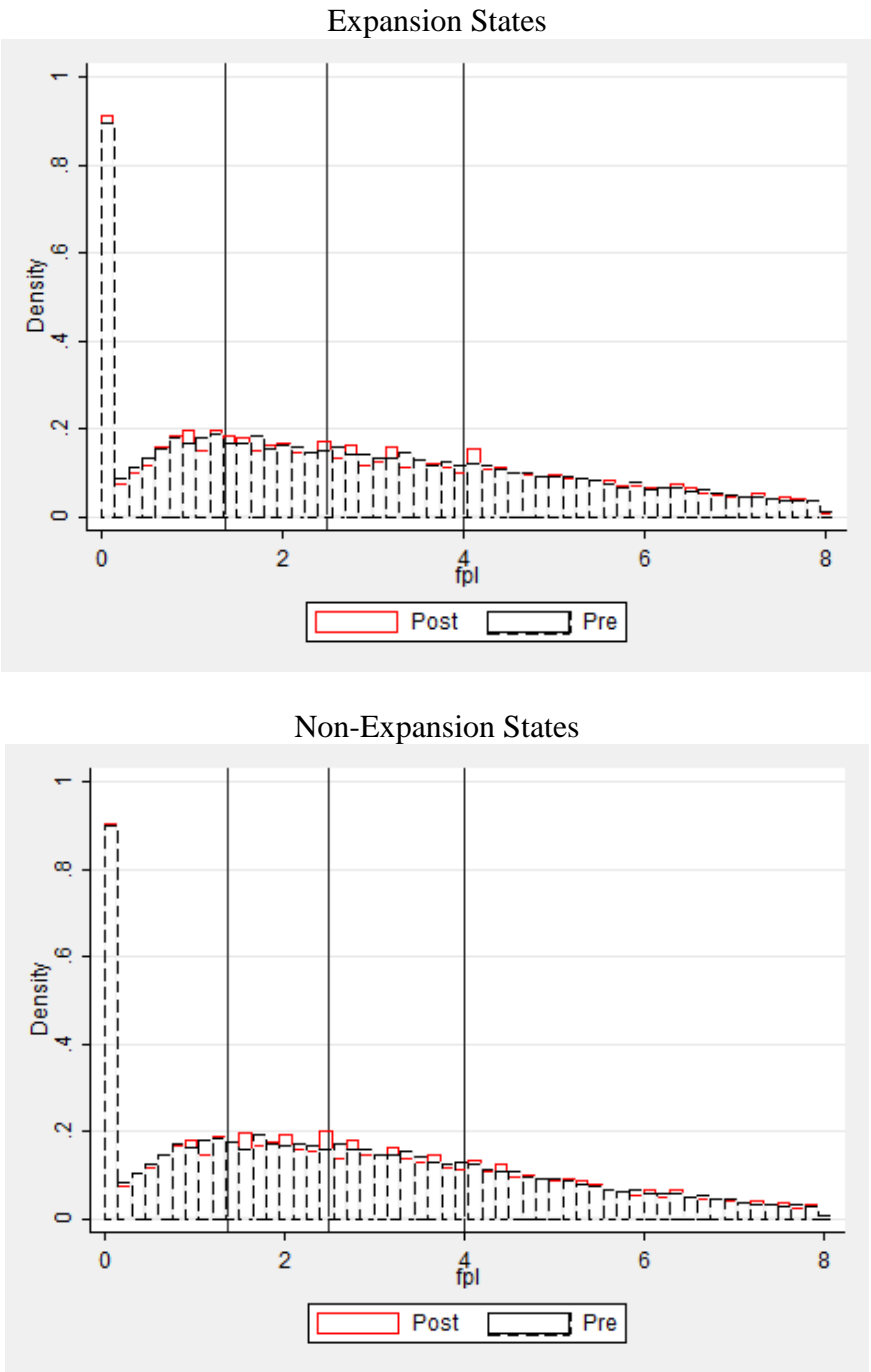 Expansion States
1
.8
.6
.4
.2
0
Density
0 2 4 6 8
fpl
Post Pre
Non-Expansion States
1
.8
.6
.4
.2
0
Density
0 2 4 6 8
fpl
Post Pre